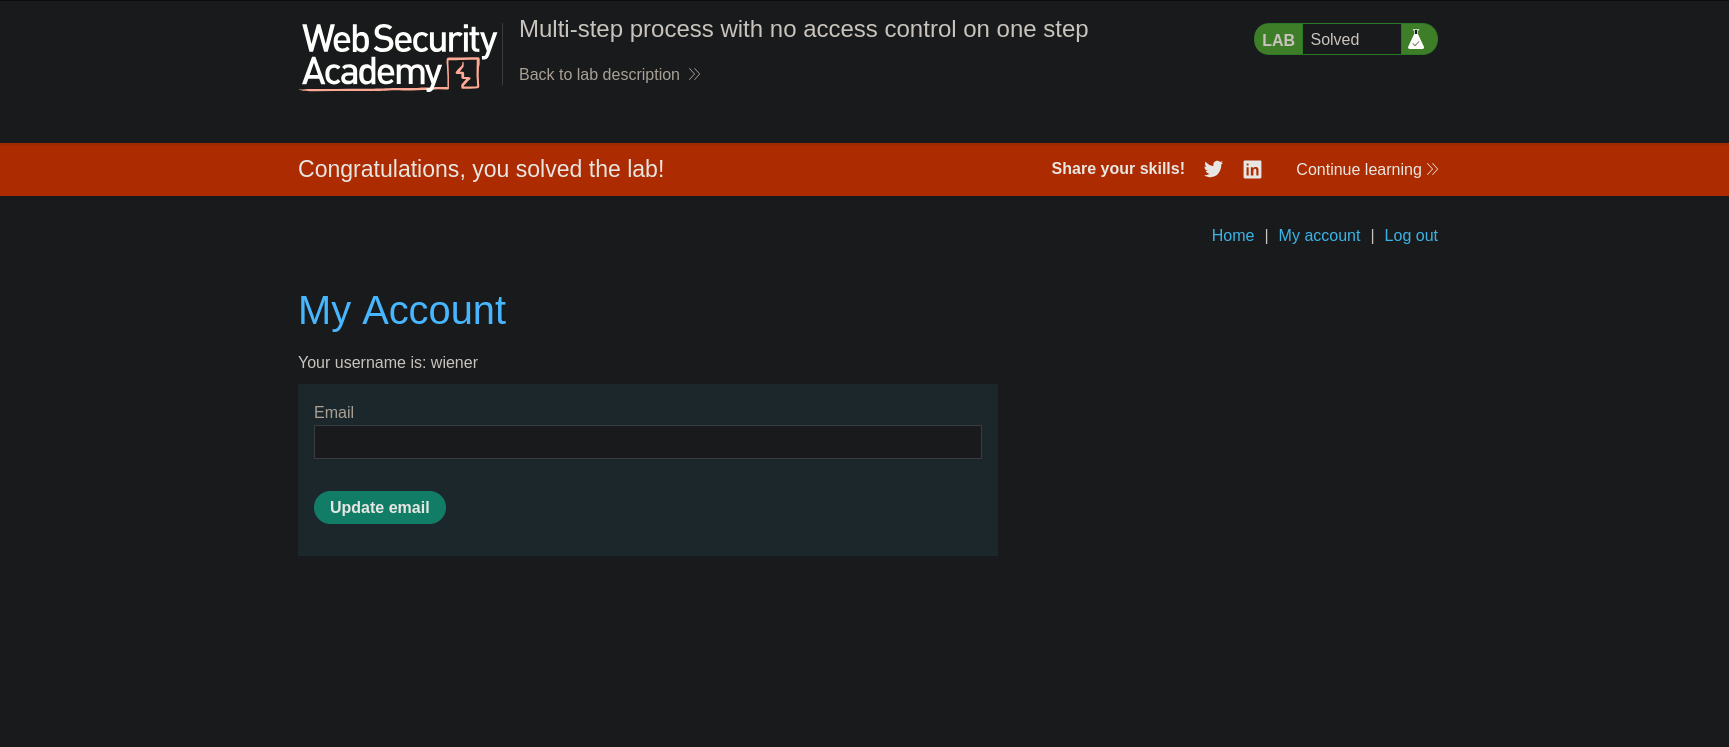 Web Security
Academy
Multi-step process with no access control on one step
Back to lab description
LAB Solved
Congratulations, you solved the lab!
Share your skills! in Continue learning
Home | My account | Log out
My Account
Your username is: wiener
Email
Update email